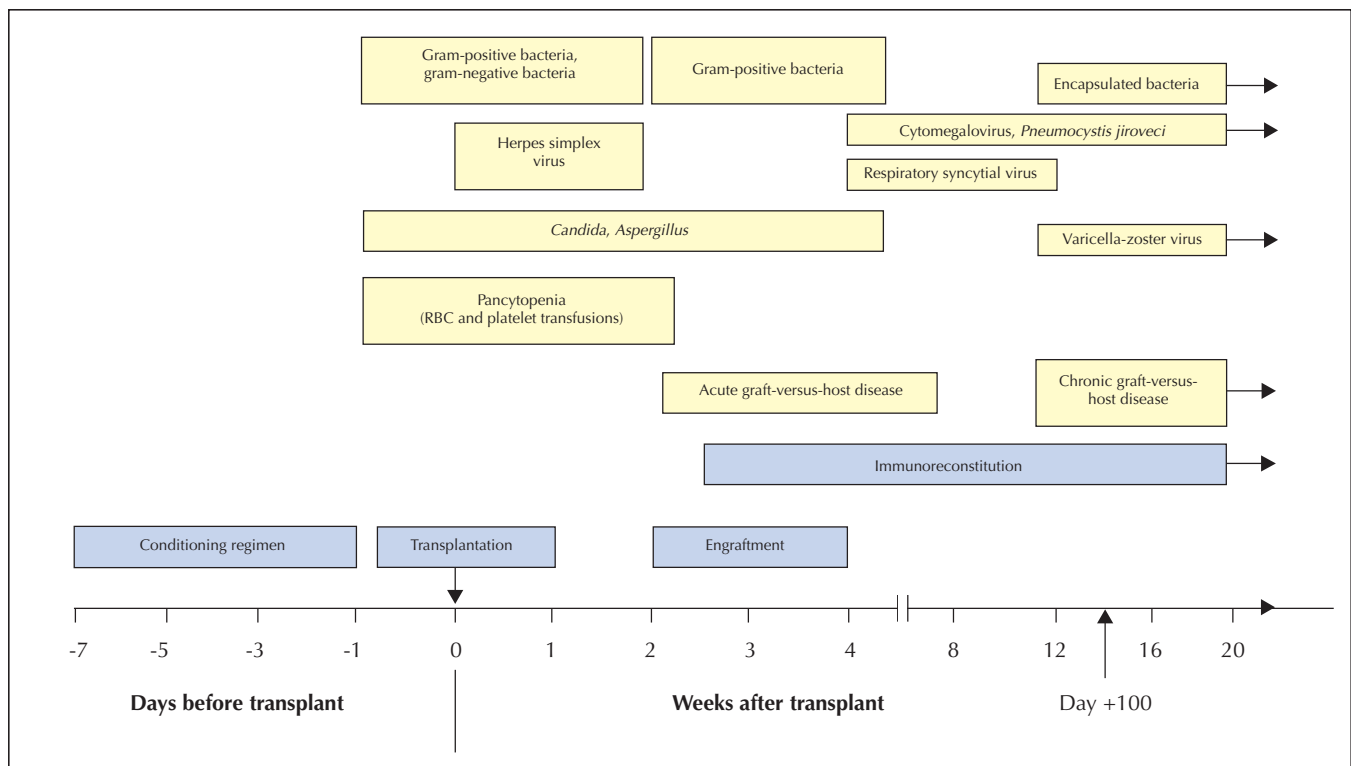 Gram-positive bacteria,
gram-negative bacteria
Gram-positive bacteria
Encapsulated bacteria
Cytomegalovirus, Pneumocystis jiroveci
Herpes simplex
virus
Respiratory syncytial virus
Candida, Aspergillus
Varicella-zoster virus
Pancytopenia
(RBC and platelet transfusions)
Acute graft-versus-host disease
Chronic graft-versus-
host disease
Immunoreconstitution
Conditioning regimen
Transplantation
Engraftment
-7 -5 -3 -1 0 1 2 3 4 8 12 16 20
Days before transplant
Weeks after transplant
Day +100